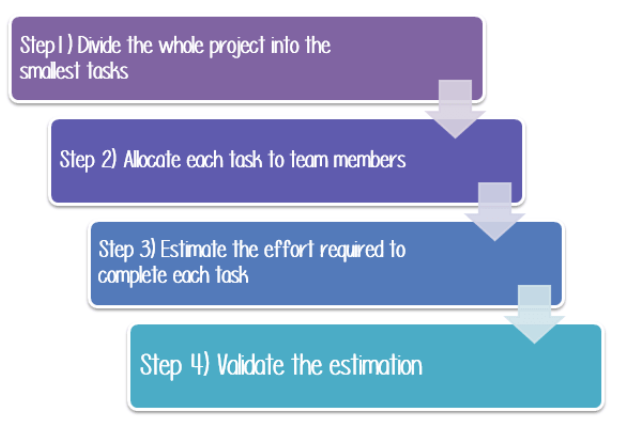 Step1) Divide the whole project into the
smallest tasks
Step 2) Allocate each task to team members
Step 3) Estimate the effort required to
complete each task
Step 4) Validate the estimation